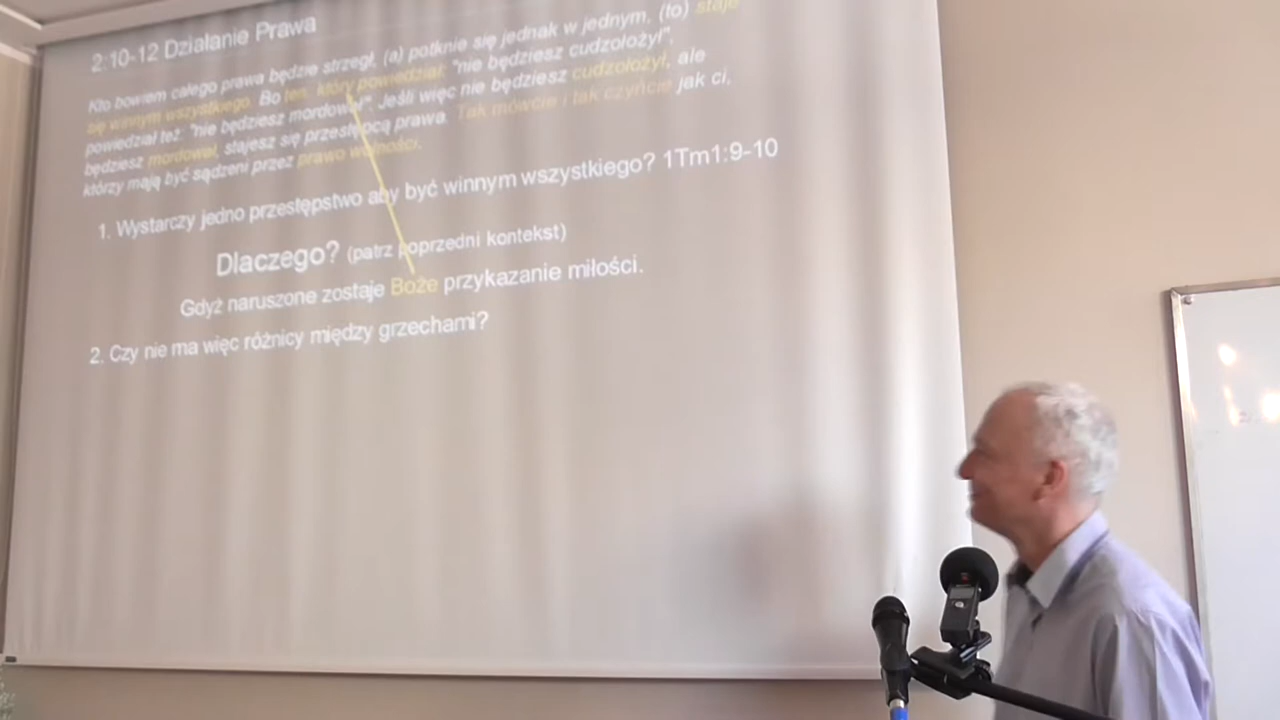 2:10-12 Działanie Prawa
Kto bowiem całego prawa będzie strzegł, (a) potknie się jednak w jednym, (to) staje
się winnym wszystkiego. Bo ten, który powiedział: "nie będziesz cudzołożył",
powiedział też: "nie będziesz mordował". Jeśli więc nie będziesz cudzołożył, ale
będziesz mordował, stajesz się przestępcą prawa. Tak mówcie i tak czyńcie jak ci,
którzy mają być sądzeni przez prawo wolności.
1. Wystarczy jedno przestępstwo aby być winnym wszystkiego? 1Tm1:9-10
Dlaczego? (patrz poprzedni kontekst)
Gdyż naruszone zostaje Boże przykazanie miłości.
2. Czy nie ma więc różnicy między grzechami?